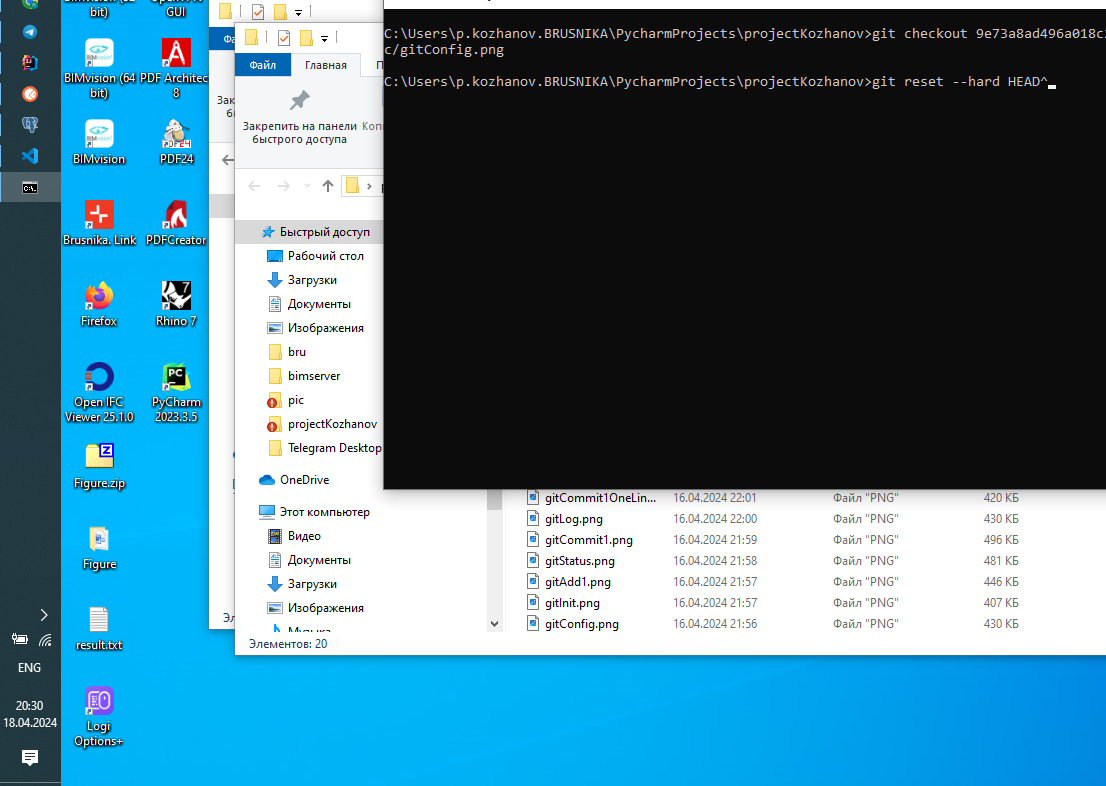 C:\Users\p.kozhanov.BRUSNIKA\PycharmProjects\projectKozhanov>git checkout 9e73a8ad496a018c
c/gitConfig.png
C:\Users\p.kozhanov.BRUSNIKA\PycharmProjects\projectKozhanov>git reset --hard HEAD^
bit)
GUI
BIMvision (64
bit)
PDF Architec
8
BIMvision
PDF24
Brusnika. Link
PDFCreator
Firefox
Rhino 7
Open IFC
Viewer 25.1.0
PyCharm
2023.3.5
Figure.zip
Figure
result.txt
Logi
Options+
ENG
20:30
18.04.2024
Файл
Главная
Закрепить на панели
быстрого доступа
Быстрый доступ
Рабочий стол
Загрузки
Документы
Изображения
bru
bimserver
pic
projectKozhanov
Telegram Desktop
OneDrive
Этот компьютер
Видео
Документы
Загрузки
Изображения
Музыка
Элементов: 20
gitCommit1OneLin... 16.04.2024 22:01 Файл "PNG" 420 КБ
gitLog.png 16.04.2024 22:00 Файл "PNG" 430 КБ
gitCommit1.png 16.04.2024 21:59 Файл "PNG" 496 КБ
gitStatus.png 16.04.2024 21:58 Файл "PNG" 481 КБ
gitAdd1.png 16.04.2024 21:57 Файл "PNG" 446 КБ
gitInit.png 16.04.2024 21:57 Файл "PNG" 407 КБ
gitConfig.png 16.04.2024 21:56 Файл "PNG" 430 КБ